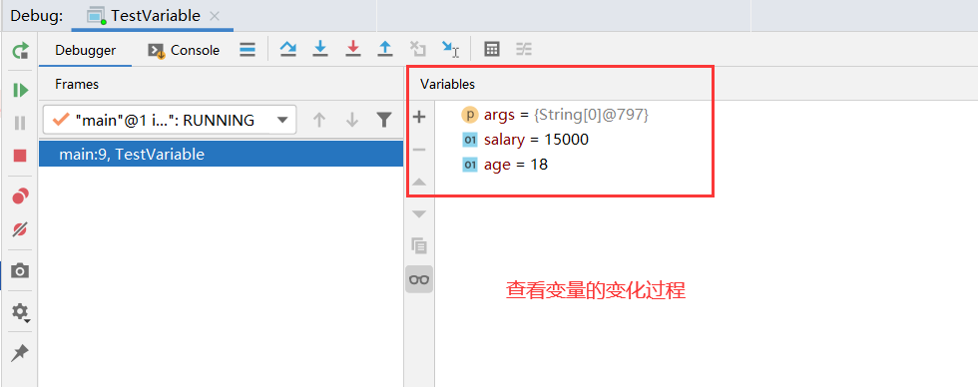 Debug: TestVariable
Debugger Console
Frames
Variables
"main"@1 i...": RUNNING
main:9, TestVariable
p args = {String[0]@797}
01 salary = 15000
01 age = 18
查看变量的变化过程